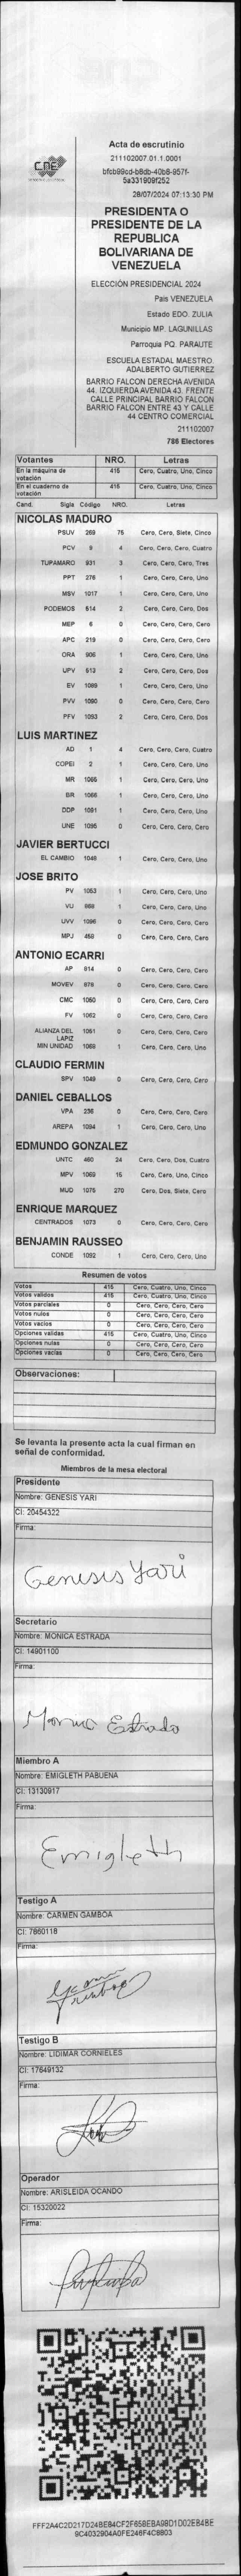 CNE
Acta de escrutinio
211102007.01.1.0001
bfcb99cd-b8db-40b8-957f-
5a331909f252
28/07/2024 07:13:30 PM
PRESIDENTA O
PRESIDENTE DE LA
REPUBLICA
BOLIVARIANA DE
VENEZUELA
ELECCIÓN PRESIDENCIAL 2024
País VENEZUELA
Estado EDO. ZULIA
Municipio MP. LAGUNILLAS
Parroquia PQ. PARAUTE
ESCUELA ESTADAL MAESTRO.
ADALBERTO GUTIERREZ
BARRIO FALCON DERECHA AVENIDA
44. IZQUIERDA AVENIDA 43. FRENTE
CALLE PRINCIPAL BARRIO FALCON
BARRIO FALCON ENTRE 43 Y CALLE
44 CENTRO COMERCIAL
211102007
786 Electores
Votantes NRO. Letras
En la máquina de votación 415 Cero, Cuatro, Uno, Cinco
En el cuaderno de votación 415 Cero, Cuatro, Uno, Cinco
Cand. Sigla Código NRO. Letras
NICOLAS MADURO
PSUV 269 75 Cero, Cero, Siete, Cinco
PCV 9 4 Cero, Cero, Cero, Cuatro
TUPAMARO 931 3 Cero, Cero, Cero, Tres
PPT 276 1 Cero, Cero, Cero, Uno
MSV 1017 1 Cero, Cero, Cero, Uno
PODEMOS 514 2 Cero, Cero, Cero, Dos
MEP 6 0 Cero, Cero, Cero, Cero
APC 219 0 Cero, Cero, Cero, Cero
ORA 906 1 Cero, Cero, Cero, Uno
UPV 513 2 Cero, Cero, Cero, Dos
EV 1089 1 Cero, Cero, Cero, Uno
PVV 1090 0 Cero, Cero, Cero, Cero
PFV 1093 2 Cero, Cero, Cero, Dos
LUIS MARTINEZ
AD 1 4 Cero, Cero, Cero, Cuatro
COPEI 2 1 Cero, Cero, Cero, Uno
MR 1065 1 Cero, Cero, Cero, Uno
BR 1066 1 Cero, Cero, Cero, Uno
DDP 1091 1 Cero, Cero, Cero, Uno
UNE 1095 0 Cero, Cero, Cero, Cero
JAVIER BERTUCCI
EL CAMBIO 1046 1 Cero, Cero, Cero, Uno
JOSE BRITO
PV 1053 1 Cero, Cero, Cero, Uno
VU 888 1 Cero, Cero, Cero, Uno
UVV 1096 0 Cero, Cero, Cero, Cero
MPJ 459 0 Cero, Cero, Cero, Cero
ANTONIO ECARRI
AP 914 0 Cero, Cero, Cero, Cero
MOVEV 878 0 Cero, Cero, Cero, Cero
CMC 1050 0 Cero, Cero, Cero, Cero
FV 1062 0 Cero, Cero, Cero, Cero
ALIANZA DEL LAPIZ 1051 0 Cero, Cero, Cero, Cero
MIN UNIDAD 1068 1 Cero, Cero, Cero, Uno
CLAUDIO FERMIN
SPV 1049 0 Cero, Cero, Cero, Cero
DANIEL CEBALLOS
VPA 236 0 Cero, Cero, Cero, Cero
AREPA 1094 1 Cero, Cero, Cero, Uno
EDMUNDO GONZALEZ
UNTC 460 24 Cero, Cero, Dos, Cuatro
MPV 1069 15 Cero, Cero, Uno, Cinco
MUD 1075 270 Cero, Dos, Siete, Cero
ENRIQUE MARQUEZ
CENTRADOS 1073 0 Cero, Cero, Cero, Cero
BENJAMIN RAUSSEO
CONDE 1092 1 Cero, Cero, Cero, Uno
Resumen de votos
Votos 415 Cero, Cuatro, Uno, Cinco
Votos validos 415 Cero, Cuatro, Uno, Cinco
Votos parciales 0 Cero, Cero, Cero, Cero
Votos nulos 0 Cero, Cero, Cero, Cero
Votos vacios 0 Cero, Cero, Cero, Cero
Opciones validas 415 Cero, Cuatro, Uno, Cinco
Opciones nulas 0 Cero, Cero, Cero, Cero
Opciones vacias 0 Cero, Cero, Cero, Cero
Observaciones:
Se levanta la presente acta la cual firman en
señal de conformidad.
Miembros de la mesa electoral
Presidente
Nombre: GENESIS YARI
CI: 20454322
Firma:
Genesis Yari
Secretario
Nombre: MONICA ESTRADA
CI: 14901100
Firma:
Monica Estrada
Miembro A
Nombre: EMIGLETH PABUENA
CI: 13130917
Firma:
Emigleth
Testigo A
Nombre: CARMEN GAMBOA
CI: 7860118
Firma:
Testigo B
Nombre: LIDIMAR CORNIELES
CI: 17649132
Firma:
Operador
Nombre: ARISLEIDA OCANDO
CI: 15320022
Firma:
FFF2A4C2D217D24BE84CF2F65BEBA98D1D02EB4BE
9C4032904A0FE246F4C8803